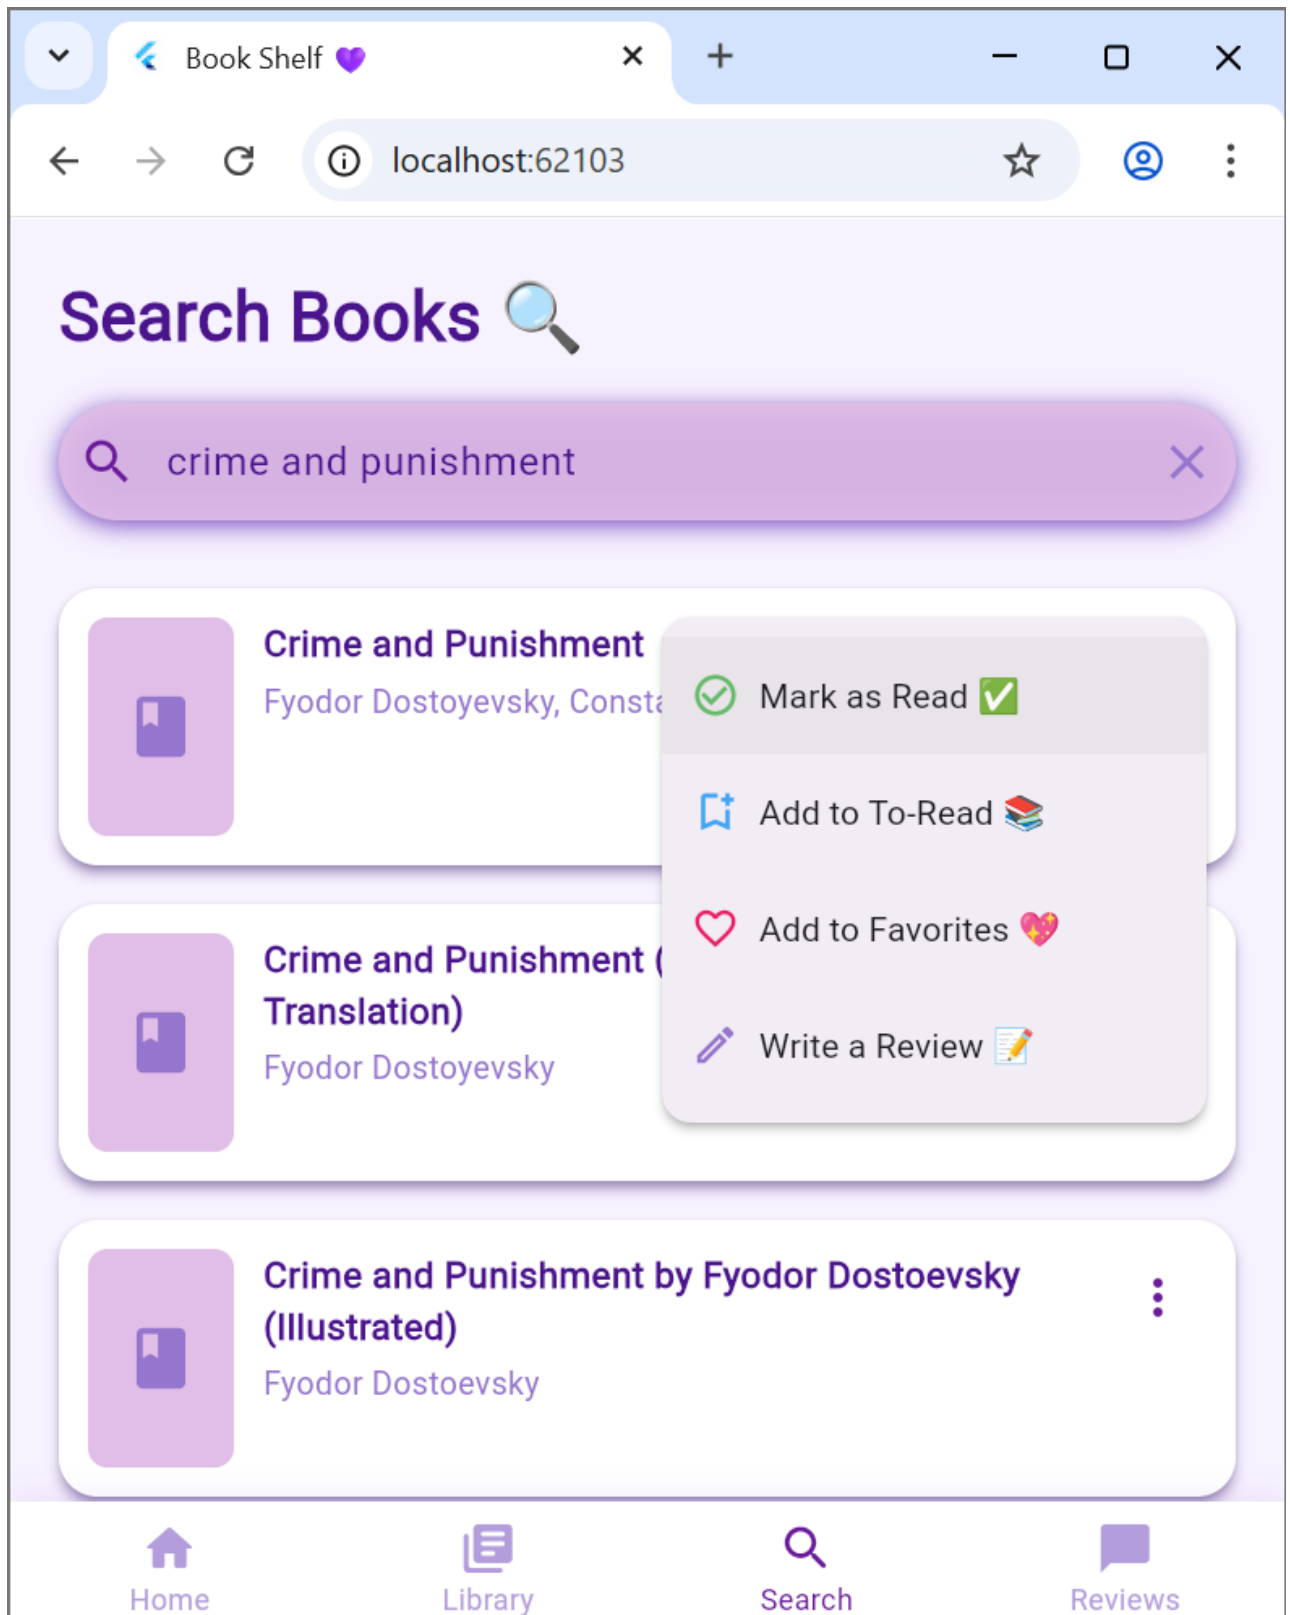 Book Shelf 💜
localhost:62103
Search Books 🔍
crime and punishment
Crime and Punishment
Fyodor Dostoyevsky,
Mark as Read ✅
Add to To-Read 📚
Add to Favorites 💖
Write a Review 📝
Crime and Punishment (
Translation)
Fyodor Dostoyevsky
Crime and Punishment by Fyodor Dostoevsky
(Illustrated)
Fyodor Dostoevsky
Home
Library
Search
Reviews